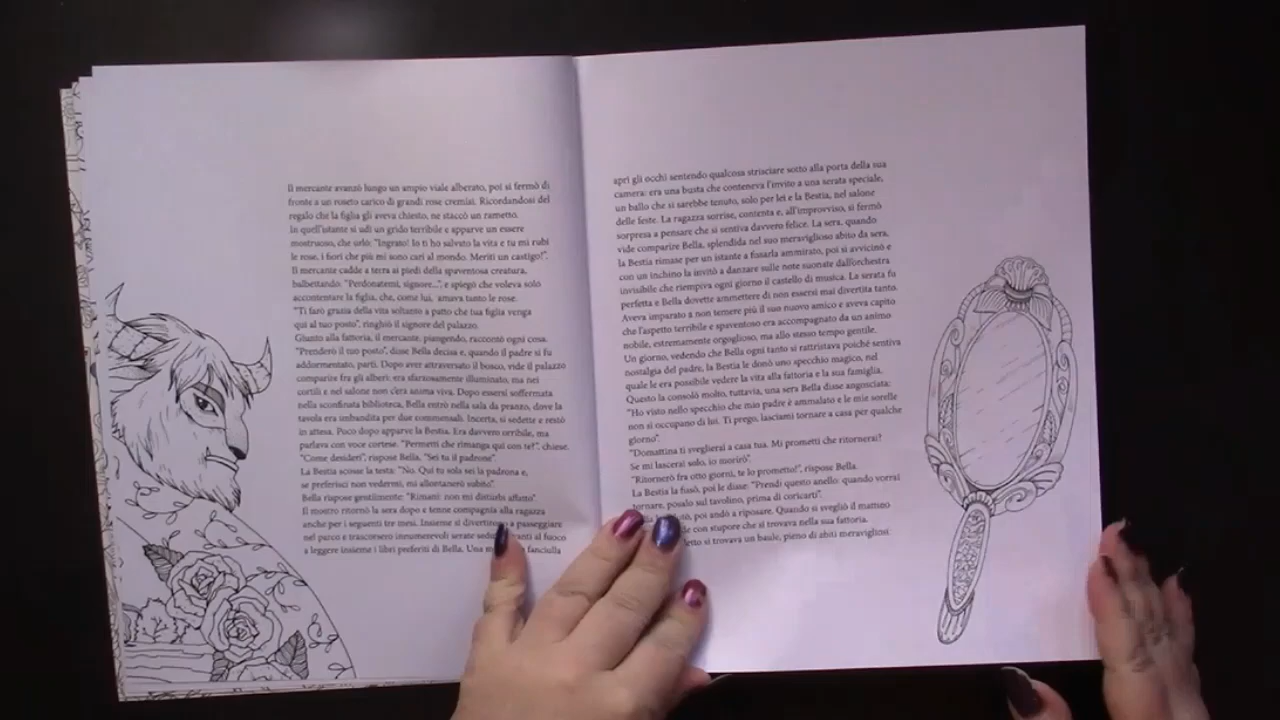 Il mercante avanzò lungo un ampio viale alberato, poi si fermò di
fronte a un roseto carico di grandi rose cremisi. Ricordandosi del
regalo che la figlia gli aveva chiesto, ne staccò un rametto.
In quell'istante si udì un grido terribile e apparve un essere
mostruoso, che urlò: "Ingrato! Io ti ho salvato la vita e tu mi rubi
le rose, i fiori che più mi sono cari al mondo. Meriti un castigo!".
Il mercante cadde a terra ai piedi della spaventosa creatura,
balbettando: "Perdonatemi, signore...", e spiegò che voleva solo
accontentare la figlia, che, come lui, amava tanto le rose.
"Ti farò grazia della vita soltanto a patto che tua figlia venga
qui al tuo posto", ringhiò il signore del palazzo.
Giunto alla fattoria, il mercante, piangendo, raccontò ogni cosa.
"Prenderò il tuo posto", disse Bella decisa e, quando il padre si fu
addormentato, partì. Dopo aver attraversato il bosco, vide il palazzo
comparire fra gli alberi: era sfarzosamente illuminato, ma nei
cortili e nel salone non c'era anima viva. Dopo essersi soffermata
nella sconfinata biblioteca, Bella entrò nella sala da pranzo, dove la
tavola era imbandita per due commensali. Incerta, si sedette e restò
in attesa. Poco dopo apparve la Bestia. Era davvero orribile, ma
parlava con voce cortese. "Permetti che rimanga qui con te?", chiese.
"Come desideri", rispose Bella. "Sei tu il padrone".
La Bestia scosse la testa: "No. Qui tu sola sei la padrona e,
se preferisci non vedermi, mi allontanerò subito".
Bella rispose gentilmente: "Rimani: non mi disturbi affatto".
Il mostro ritornò la sera dopo e tenne compagnia alla ragazza
anche per i seguenti tre mesi. Insieme si divertivano a passeggiare
nel parco e trascorsero innumerevoli serate seduti davanti al fuoco
a leggere insieme i libri preferiti di Bella. Una fanciulla
aprì gli occhi sentendo qualcosa strisciare sotto alla porta della sua
camera: era una busta che conteneva l'invito a una serata speciale,
un ballo che si sarebbe tenuto, solo per lei e la Bestia, nel salone
delle feste. La ragazza sorrise, contenta e, all'improvviso, si fermò
sorpresa a pensare che si sentiva davvero felice. La sera, quando
vide comparire Bella, splendida nel suo meraviglioso abito da sera,
la Bestia rimase per un istante a fissarla ammirato, poi si avvicinò e
con un inchino la invitò a danzare sulle note suonate dall'orchestra
invisibile che riempiva ogni giorno il castello di musica. La serata fu
perfetta e Bella dovette ammettere di non essersi mai divertita tanto.
Aveva imparato a non temere più il suo nuovo amico e aveva capito
che l'aspetto terribile e spaventoso era accompagnato da un animo
nobile, estremamente orgoglioso, ma allo stesso tempo gentile.
Un giorno, vedendo che Bella ogni tanto si rattristava poiché sentiva
nostalgia del padre, la Bestia le donò uno specchio magico, nel
quale le era possibile vedere la vita alla fattoria e la sua famiglia.
Questo la consolò molto, tuttavia, una sera Bella disse angosciata:
"Ho visto nello specchio che mio padre è ammalato e le mie sorelle
non si occupano di lui. Ti prego, lasciami tornare a casa per qualche
giorno".
"Domattina ti sveglierai a casa tua. Mi prometti che ritornerai?
Se mi lascerai solo, io morirò".
"Ritornerò fra otto giorni, te lo prometto!", rispose Bella.
La Bestia la fissò, poi le disse: "Prendi questo anello: quando vorrai
tornare, posalo sul tavolino, prima di coricarti".
poi andò a riposare. Quando si svegliò il mattino
con stupore che si trovava nella sua fattoria.
letto si trovava un baule, pieno di abiti meravigliosi